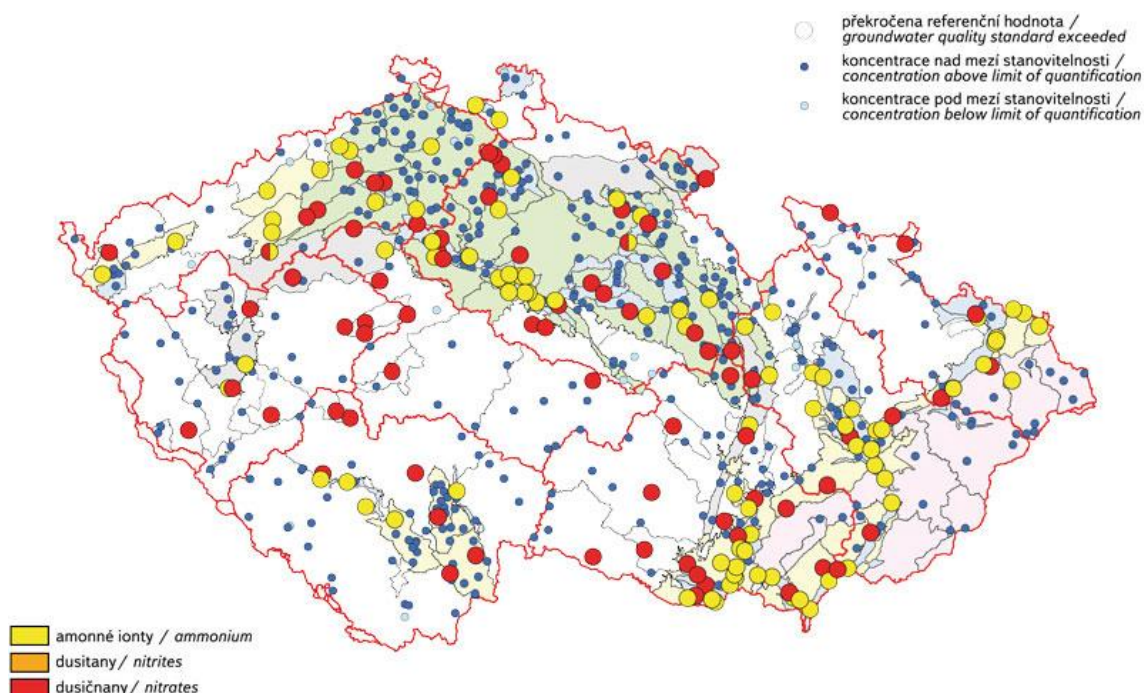 překročena referenční hodnota /
groundwater quality standard exceeded
koncentrace nad mezí stanovitelnosti /
concentration above limit of quantification
koncentrace pod mezí stanovitelnosti /
concentration below limit of quantification
amonné ionty / ammonium
dusitany / nitrites
dusičnany / nitrates